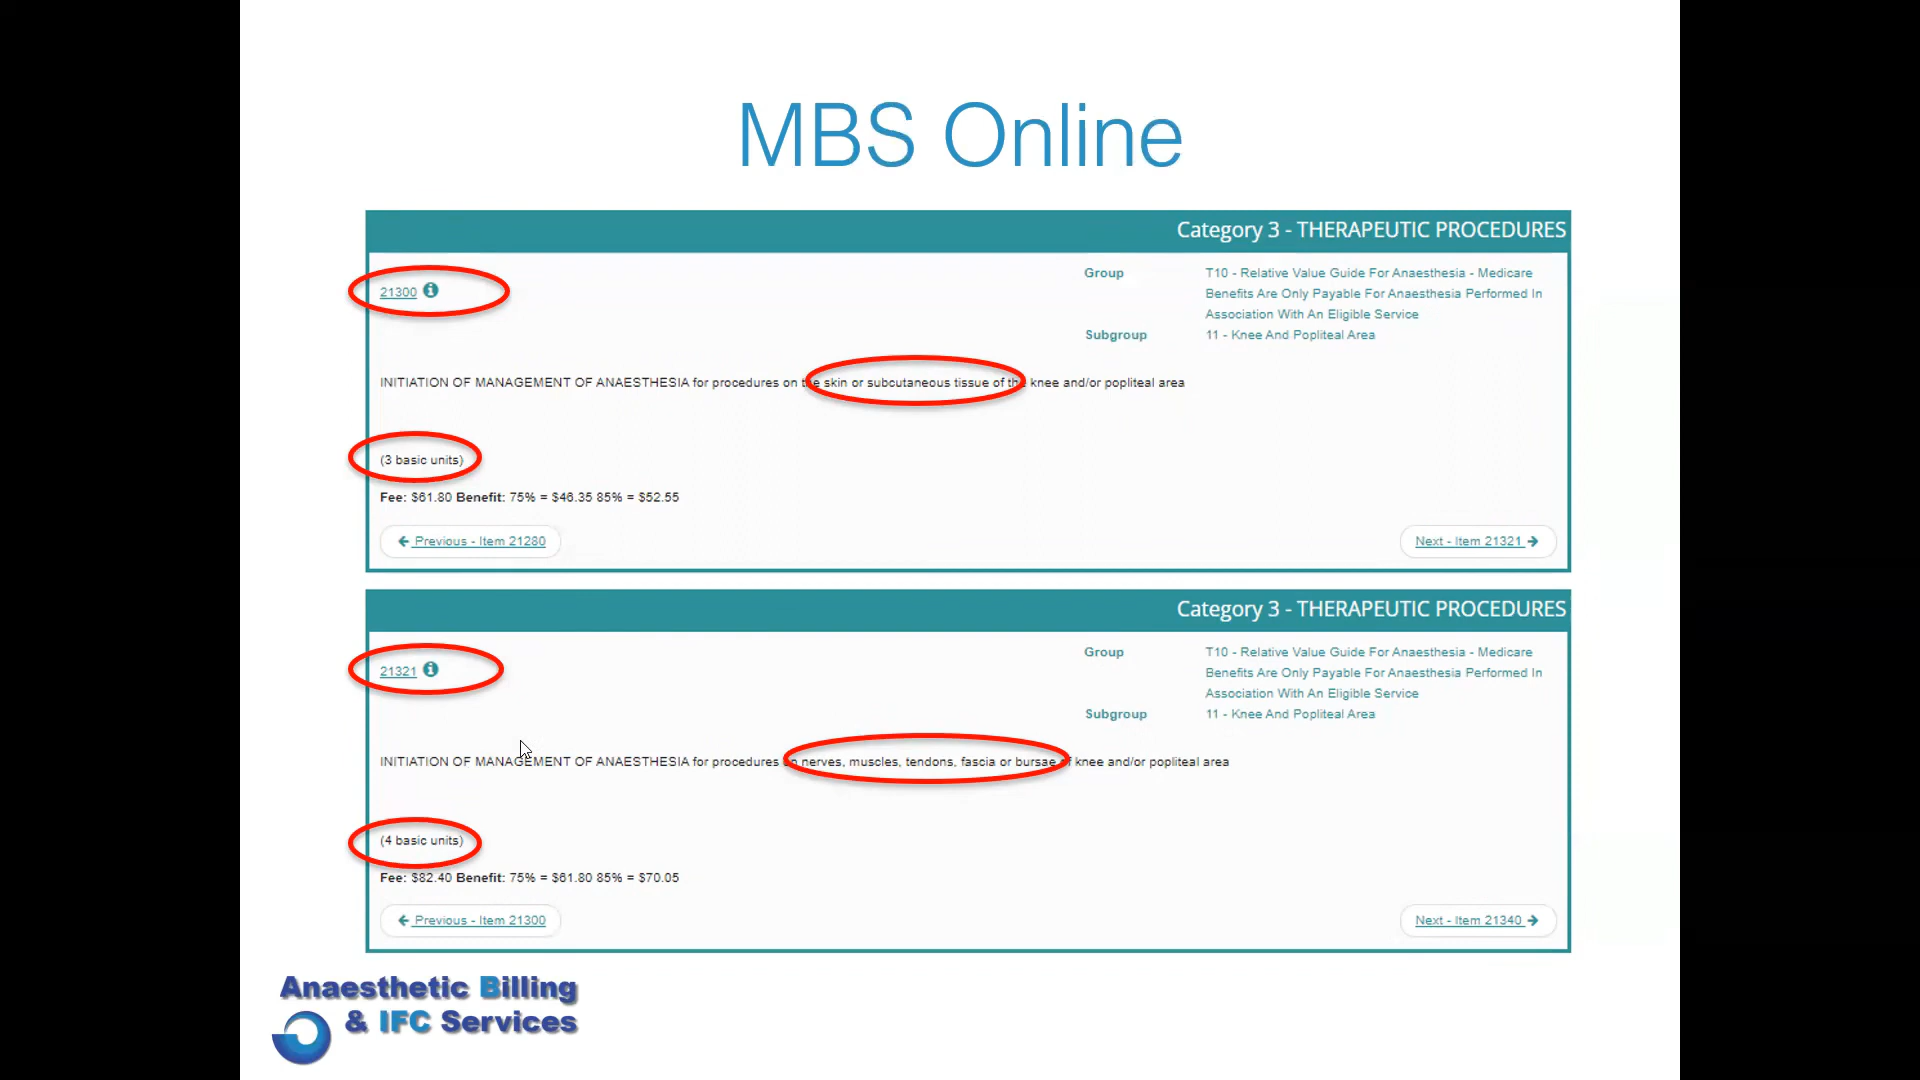 MBS Online
Category 3 - THERAPEUTIC PROCEDURES
21300
Group
T10 - Relative Value Guide For Anaesthesia - Medicare
Benefits Are Only Payable For Anaesthesia Performed In
Association With An Eligible Service
Subgroup
11 - Knee And Popliteal Area
INITIATION OF MANAGEMENT OF ANAESTHESIA for procedures on the skin or subcutaneous tissue of the knee and/or popliteal area
(3 basic units)
Fee: $61.80 Benefit: 75% = $46.35 85% = $52.55
Previous - Item 21280
Next - Item 21321
Category 3 - THERAPEUTIC PROCEDURES
21321
Group
T10 - Relative Value Guide For Anaesthesia - Medicare
Benefits Are Only Payable For Anaesthesia Performed In
Association With An Eligible Service
Subgroup
11 - Knee And Popliteal Area
INITIATION OF MANAGEMENT OF ANAESTHESIA for procedures on nerves, muscles, tendons, fascia or bursae of knee and/or popliteal area
(4 basic units)
Fee: $82.40 Benefit: 75% = $61.80 85% = $70.05
Previous - Item 21300
Next - Item 21340
Anaesthetic Billing
& IFC Services